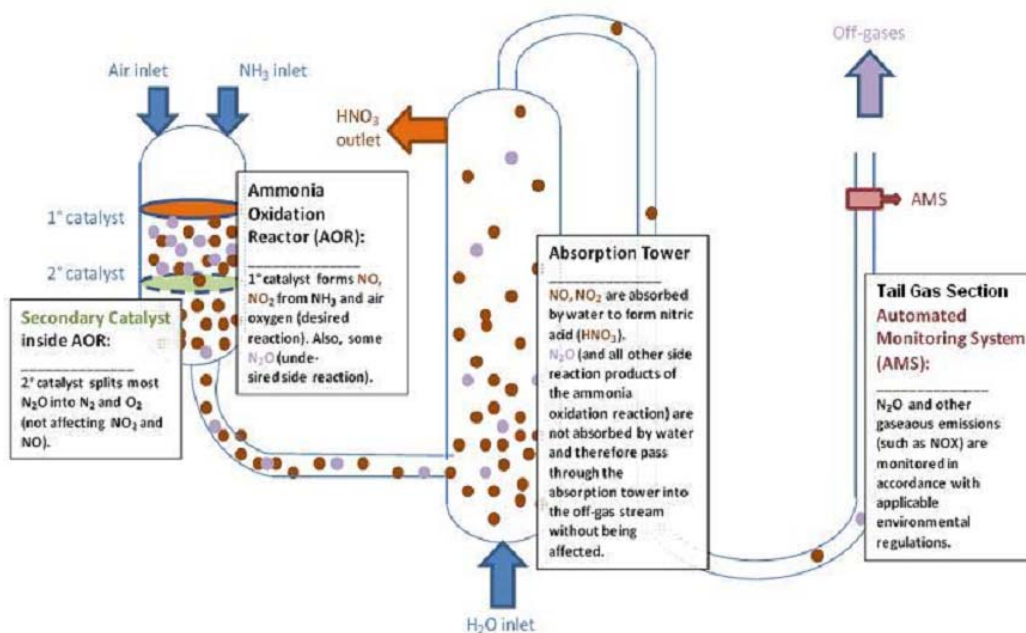 Off-gases
Air inlet
NH₃ inlet
HNO₃
outlet
1° catalyst
2° catalyst
Ammonia
Oxidation
Reactor (AOR):
1° catalyst forms NO,
NO₂ from NH₃ and air
oxygen (desired
reaction). Also, some
N₂O (unde-
sired side reaction).
Secondary Catalyst
inside AOR:
2° catalyst splits most
N₂O into N₂ and O₂
(not affecting NO₂ and
NO).
Absorption Tower
NO, NO₂ are absorbed
by water to form nitric
acid (HNO₃).
N₂O (and all other side
reaction products of
the ammonia
oxidation reaction) are
not absorbed by water
and therefore pass
through the
absorption tower into
the off-gas stream
without being
affected.
H₂O inlet
AMS
Tail Gas Section
Automated
Monitoring System
(AMS):
N₂O and other
gaseaous emissions
(such as NOX) are
monitored in
accordance with
applicable
environmental
regulations.